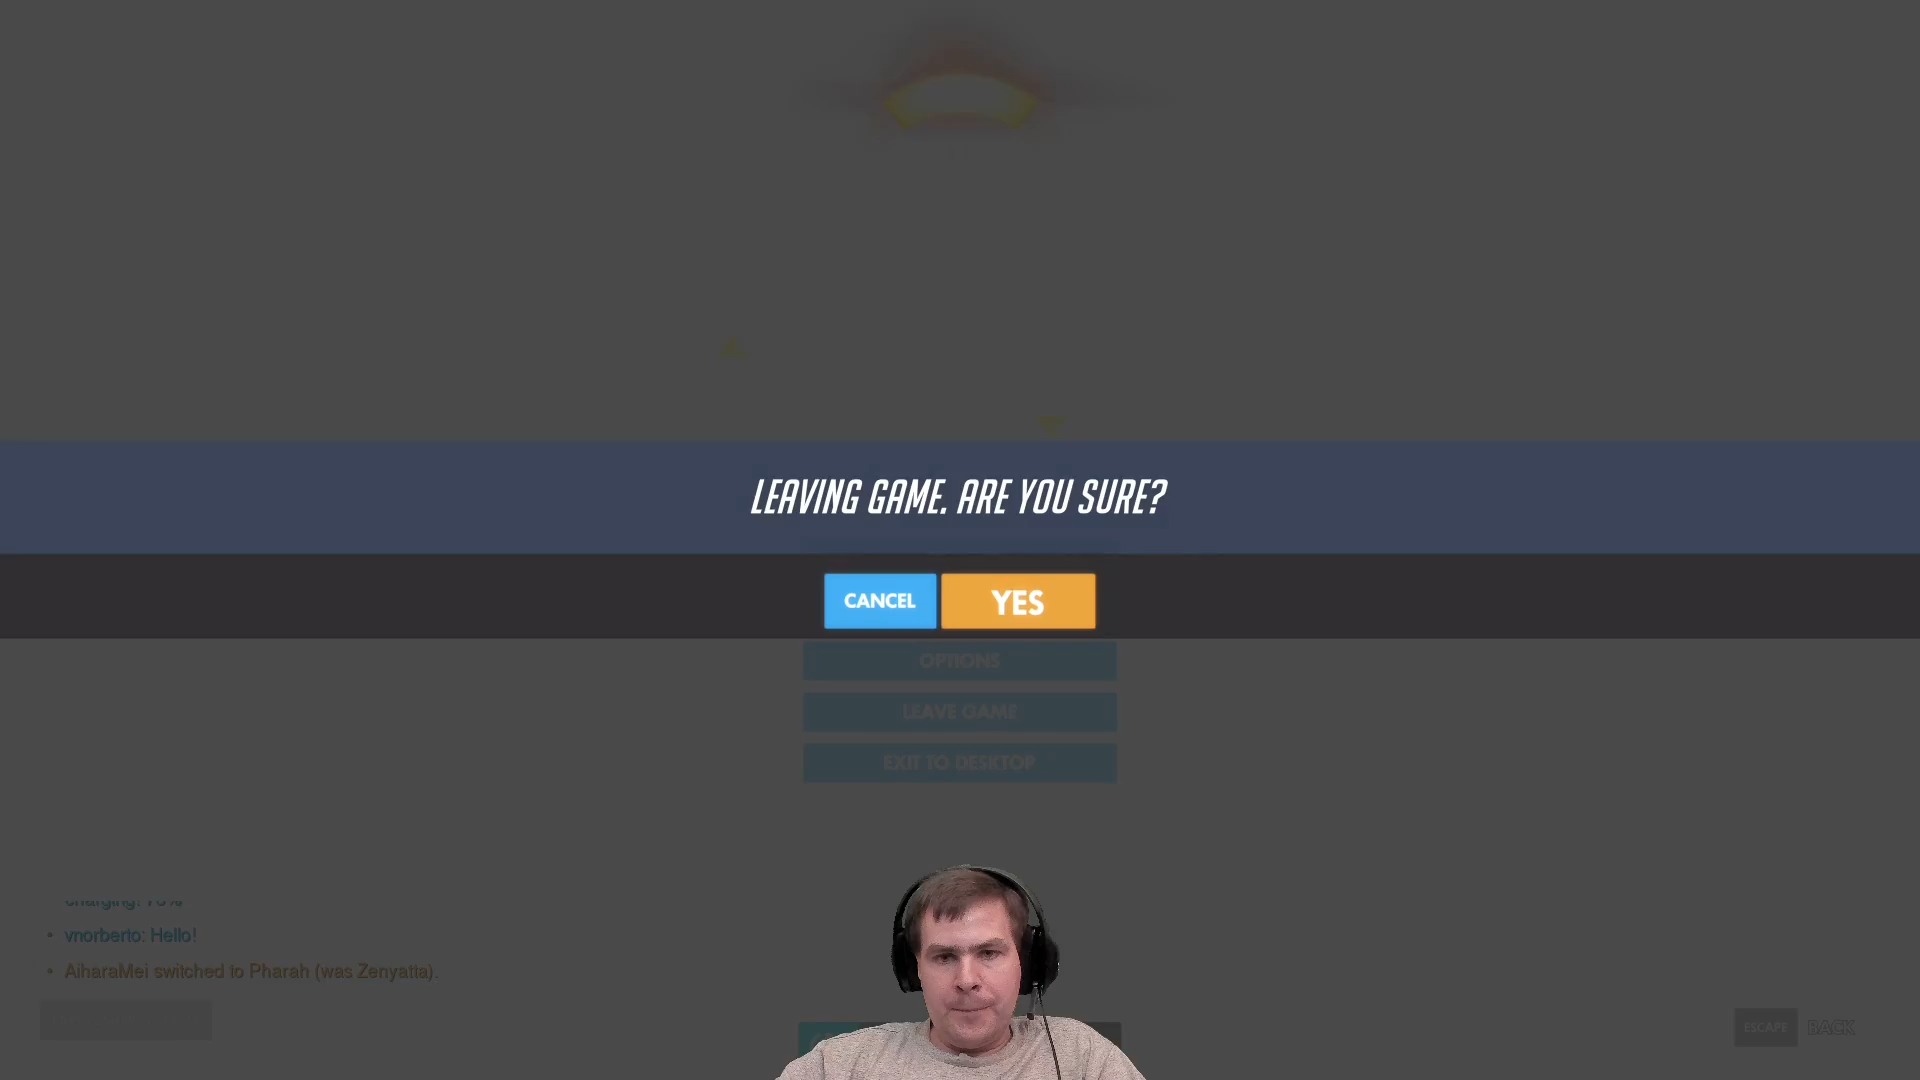 LEAVING GAME. ARE YOU SURE?
CANCEL
YES
OPTIONS
LEAVE GAME
EXIT TO DESKTOP
charging! 
• vnorberto: Hello!
• AiharaMei switched to Pharah (was Zenyatta).
ESCAPE BACK